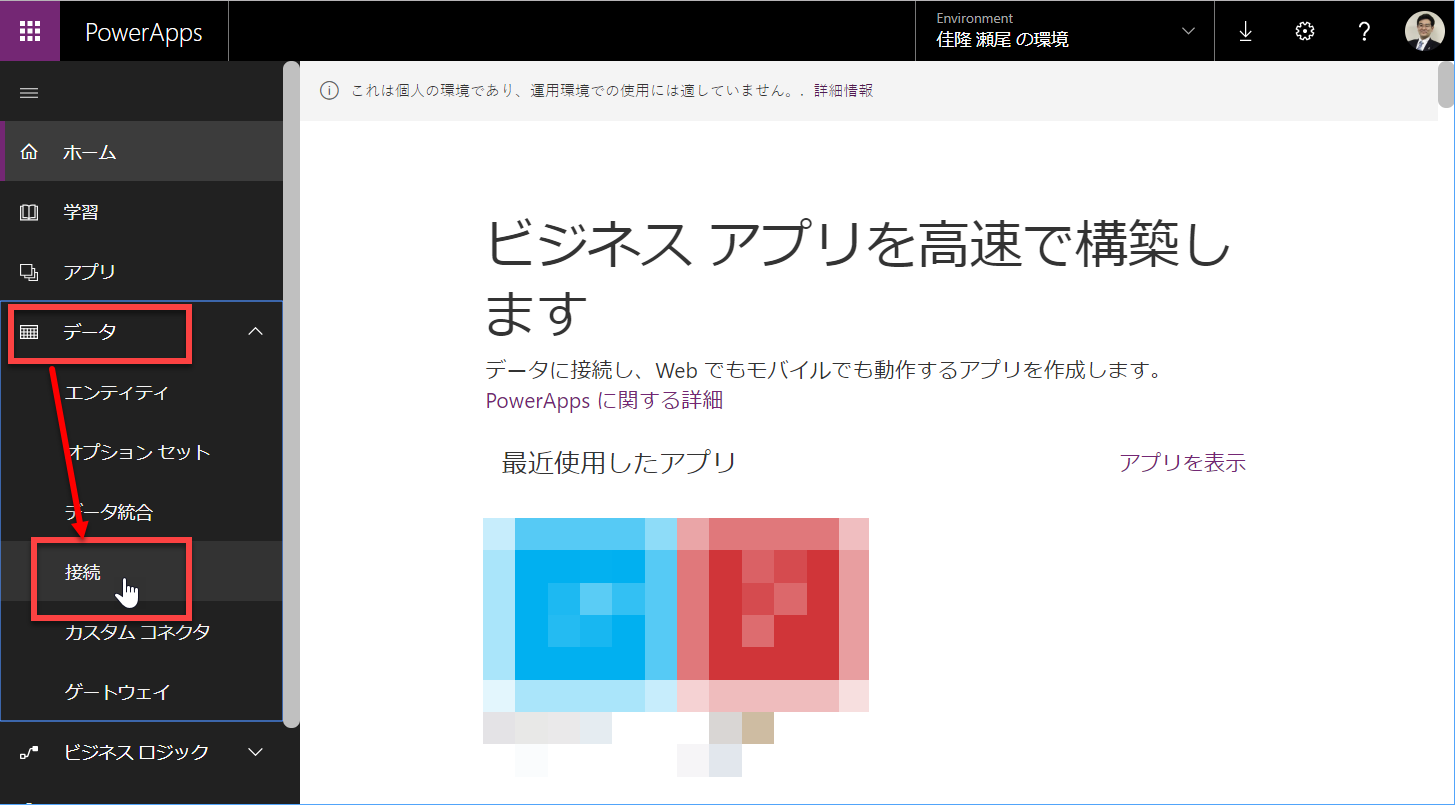 PowerApps
Environment
佳隆 瀬尾 の環境
?
これは個人の環境であり、運用環境での使用には適していません。. 詳細情報
ホーム
学習
アプリ
データ
エンティティ
オプション セット
データ統合
接続
カスタム コネクタ
ゲートウェイ
ビジネス ロジック
ビジネス アプリを高速で構築し
ます
データに接続し、Web でもモバイルでも動作するアプリを作成します。
PowerApps に関する詳細
最近使用したアプリ
アプリを表示